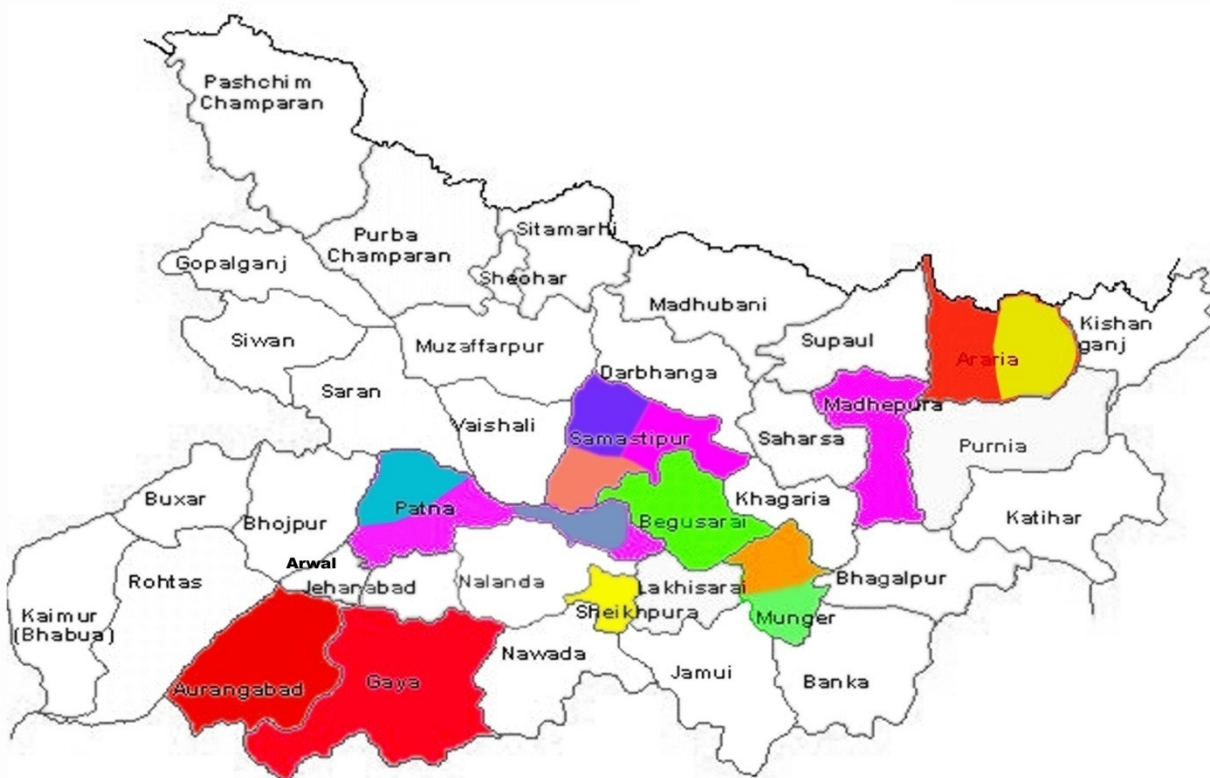 Pashchim
Champaran
Sitamarhi
Purba
Champaran
Gopalganj
Sheohar
Madhubani
Kishan
ganj
Siwan
Muzaffarpur
Supaul
Araria
Darbhanga
Saran
Madhepura
Vaishali
Samastipur
Saharsa
Purnia
Buxar
Patna
Khagaria
Bhojpur
Begusarai
Katihar
Arwal
Rohtas
Jehanabad
Nalanda
Lakhisarai
Bhagalpur
Kaimur
(Bhabua)
Sheikhpura
Munger
Nawada
Aurangabad
Gaya
Jamui
Banka